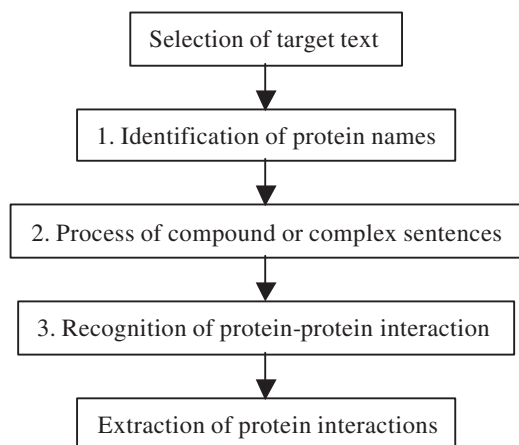 Selection of target text
1. Identification of protein names
2. Process of compound or complex sentences
3. Recognition of protein-protein interaction
Extraction of protein interactions